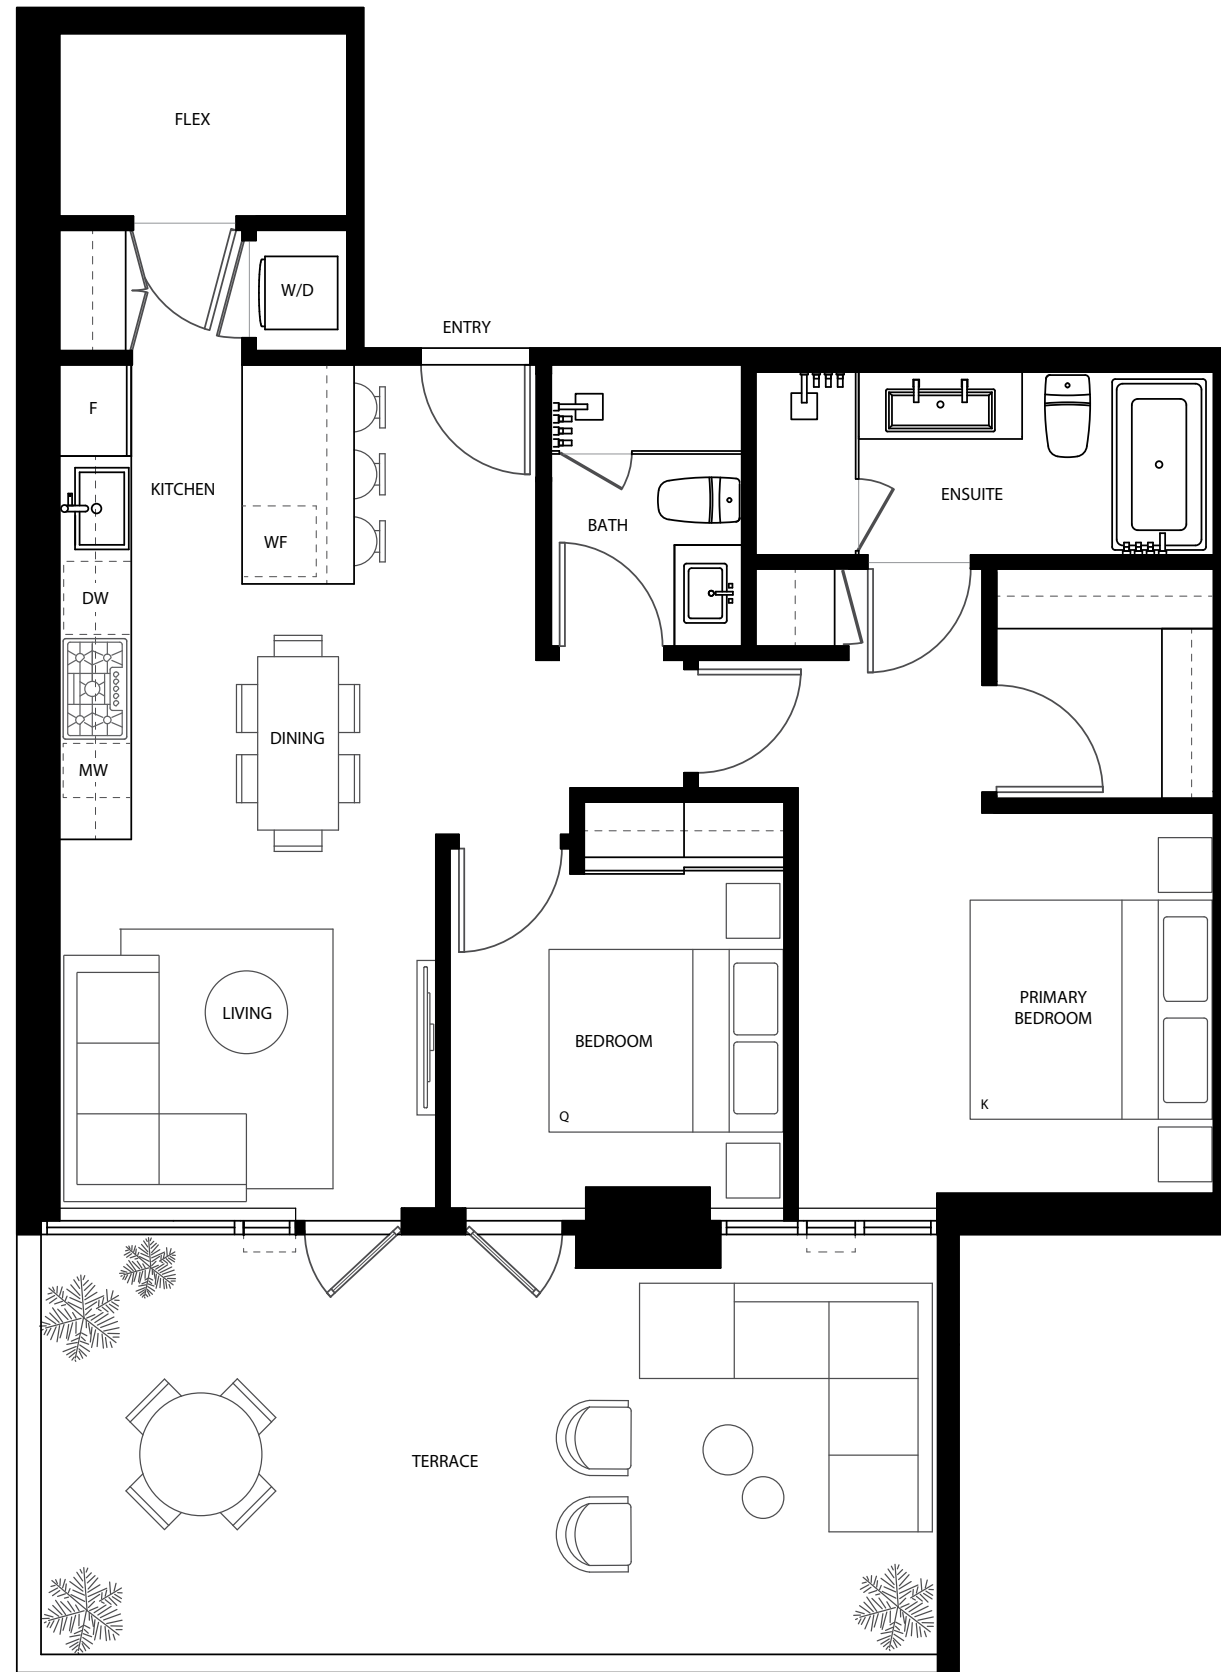 FLEX
W/D
ENTRY
F
KITCHEN
ENSUITE
BATH
WF
DW
DINING
MW
LIVING
PRIMARY
BEDROOM
BEDROOM
Q
K
TERRACE